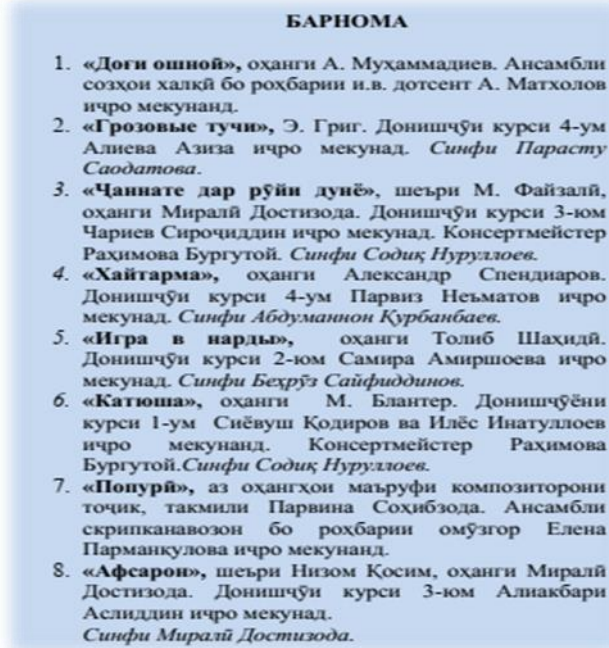 БАРНОМА
1. «Доғи ошноӣ», оҳанги А. Муҳаммадиев. Ансамбли
созҳои халқӣ бо роҳбарии и.в. дотсент А. Матхолов
иҷро мекунанд.
2. «Грозовые тучи», Э. Григ. Донишҷӯи курси 4-ум
Алиева Азиза иҷро мекунад. Синфи Парасту
Саодатова.
3. «Ҷаннате дар рӯйи дунё», шеъри М. Файзалӣ,
оҳанги Миралӣ Достизода. Донишҷӯи курси 3-юм
Чариев Сироҷиддин иҷро мекунад. Консертмейстер
Раҳимова Бургутой. Синфи Содиқ Нуруллоев.
4. «Хайтарма», оҳанги Александр Спендиаров.
Донишҷӯи курси 4-ум Парвиз Неъматов иҷро
мекунад. Синфи Абдуманнон Қурбанбаев.
5. «Игра в нарды», оҳанги Толиб Шаҳидӣ.
Донишҷӯи курси 2-юм Самира Амиршоева иҷро
мекунад. Синфи Беҳрӯз Сайфиддинов.
6. «Катюша», оҳанги М. Блантер. Донишҷӯёни
курси 1-ум Сиёвуш Қодиров ва Илёс Инатуллоев
иҷро мекунанд. Консертмейстер Раҳимова
Бургутой.Синфи Содиқ Нуруллоев.
7. «Попурӣ», аз оҳангҳои маъруфи композиторони
тоҷик, такмили Парвина Соҳибзода. Ансамбли
скрипканавозон бо роҳбарии омӯзгор Елена
Парманқулова иҷро мекунанд.
8. «Афсарон», шеъри Низом Қосим, оҳанги Миралӣ
Достизода. Донишҷӯи курси 3-юм Алиакбари
Аслиддин иҷро мекунад.
Синфи Миралӣ Достизода.